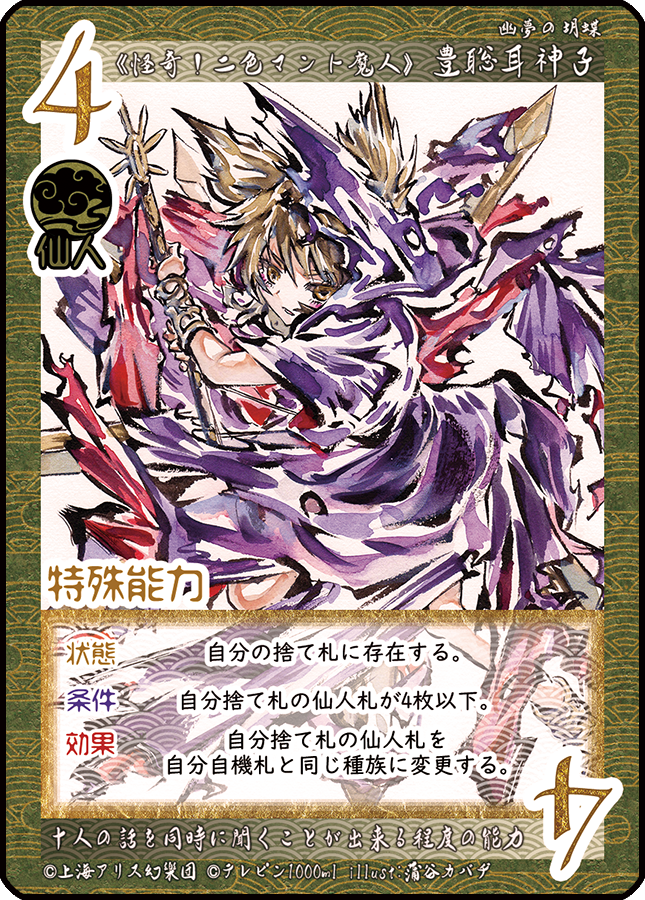 幽夢の胡蝶
4
《怪奇！二色マント魔人》 豊聡耳神子
仙人
特殊能力
状態 自分の捨て札に存在する。
条件 自分捨て札の仙人札が4枚以下。
効果 自分捨て札の仙人札を
自分自機札と同じ種族に変更する。
4
十人の話を同時に聞くことが出来る程度の能力
©上海アリス幻樂団 ©テレピン1000ml illust:蒲谷カバヂ